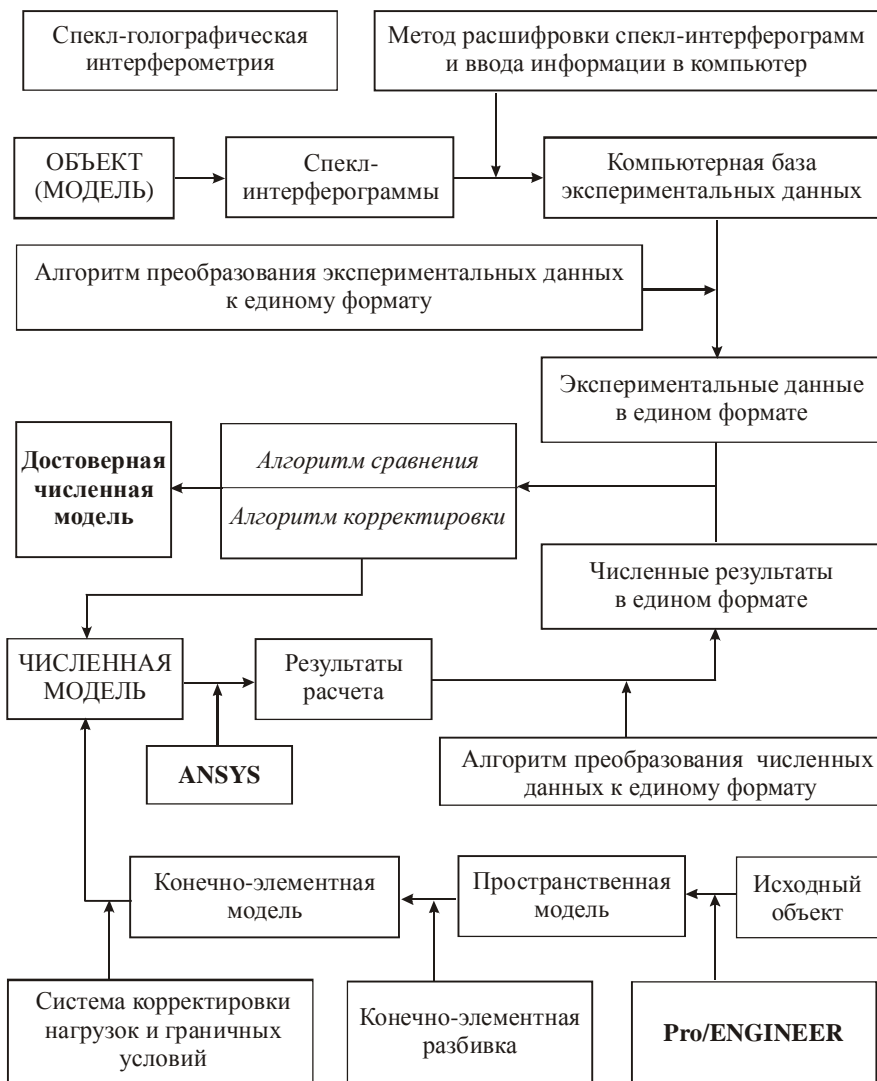 Спекл-голографическая
интерферометрия
Метод расшифровки спекл-интерферограмм
и ввода информации в компьютер
ОБЪЕКТ
(МОДЕЛЬ)
Спекл-
интерферограммы
Компьютерная база
экспериментальных данных
Алгоритм преобразования экспериментальных данных
к единому формату
Экспериментальные данные
в едином формате
Достоверная
численная
модель
Алгоритм сравнения
Алгоритм корректировки
Численные результаты
в едином формате
ЧИСЛЕННАЯ
МОДЕЛЬ
Результаты
расчета
ANSYS
Алгоритм преобразования численных
данных к единому формату
Конечно-элементная
модель
Пространственная
модель
Исходный
объект
Система корректировки
нагрузок и граничных
условий
Конечно-элементная
разбивка
Pro/ENGINEER